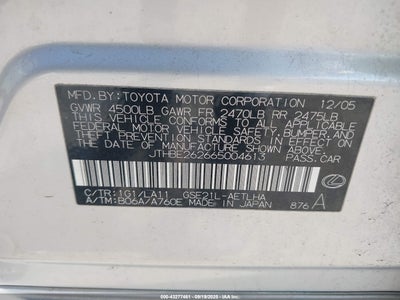 MFD. BY: TOYOTA MOTOR CORPORATION 12/05
GVWR 4500LB GAWR FR 2470LB RR 2475LB
THIS VEHICLE CONFORMS TO ALL APPLICABLE
FEDERAL MOTOR VEHICLE SAFETY, BUMPER, AND
THEFT PREVENTION STANDARDS IN EFFECT ON
THE DATE OF MANUFACTURE SHOWN ABOVE.
JTHBE262665004613 PASS.CAR
C/TR:1G1/LA11 GSE21L-AETLHA
A/TM:B06A/A760E MADE IN JAPAN 876 A